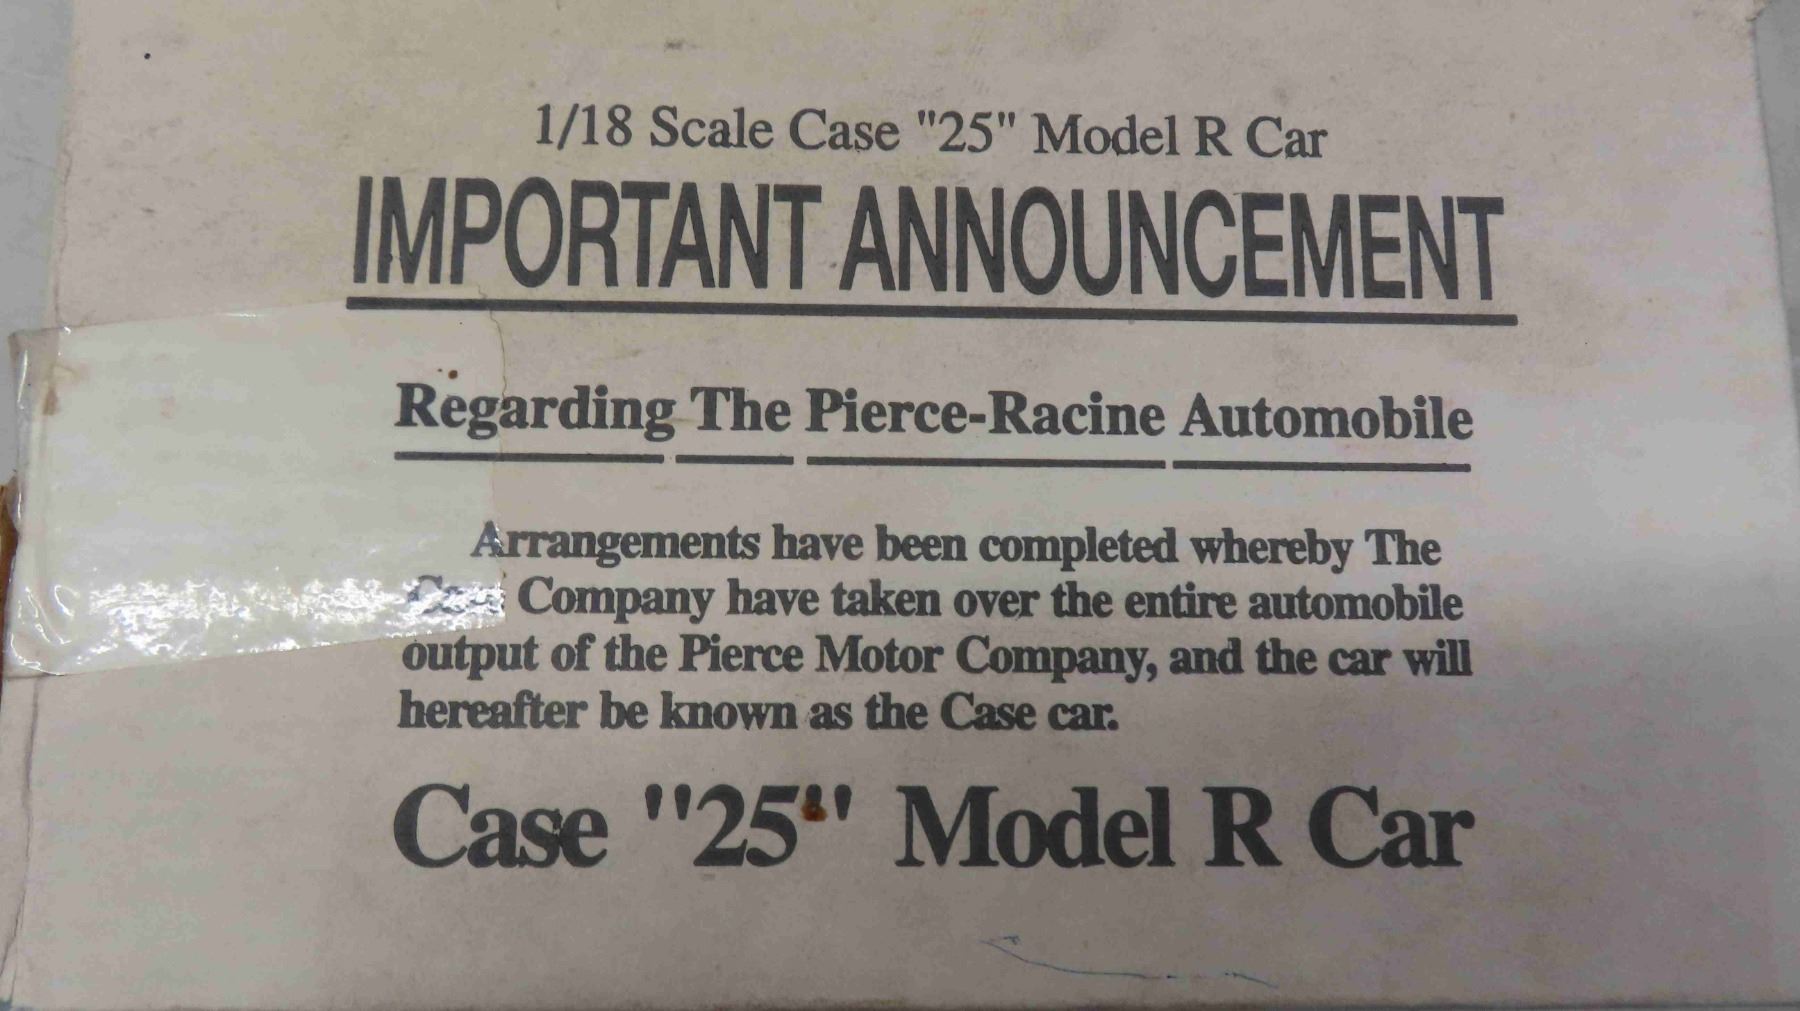 1/18 Scale Case "25" Model R Car
IMPORTANT ANNOUNCEMENT
Regarding The Pierce-Racine Automobile
Arrangements have been completed whereby The
Case Company have taken over the entire automobile
output of the Pierce Motor Company, and the car will
hereafter be known as the Case car.
Case "25" Model R Car